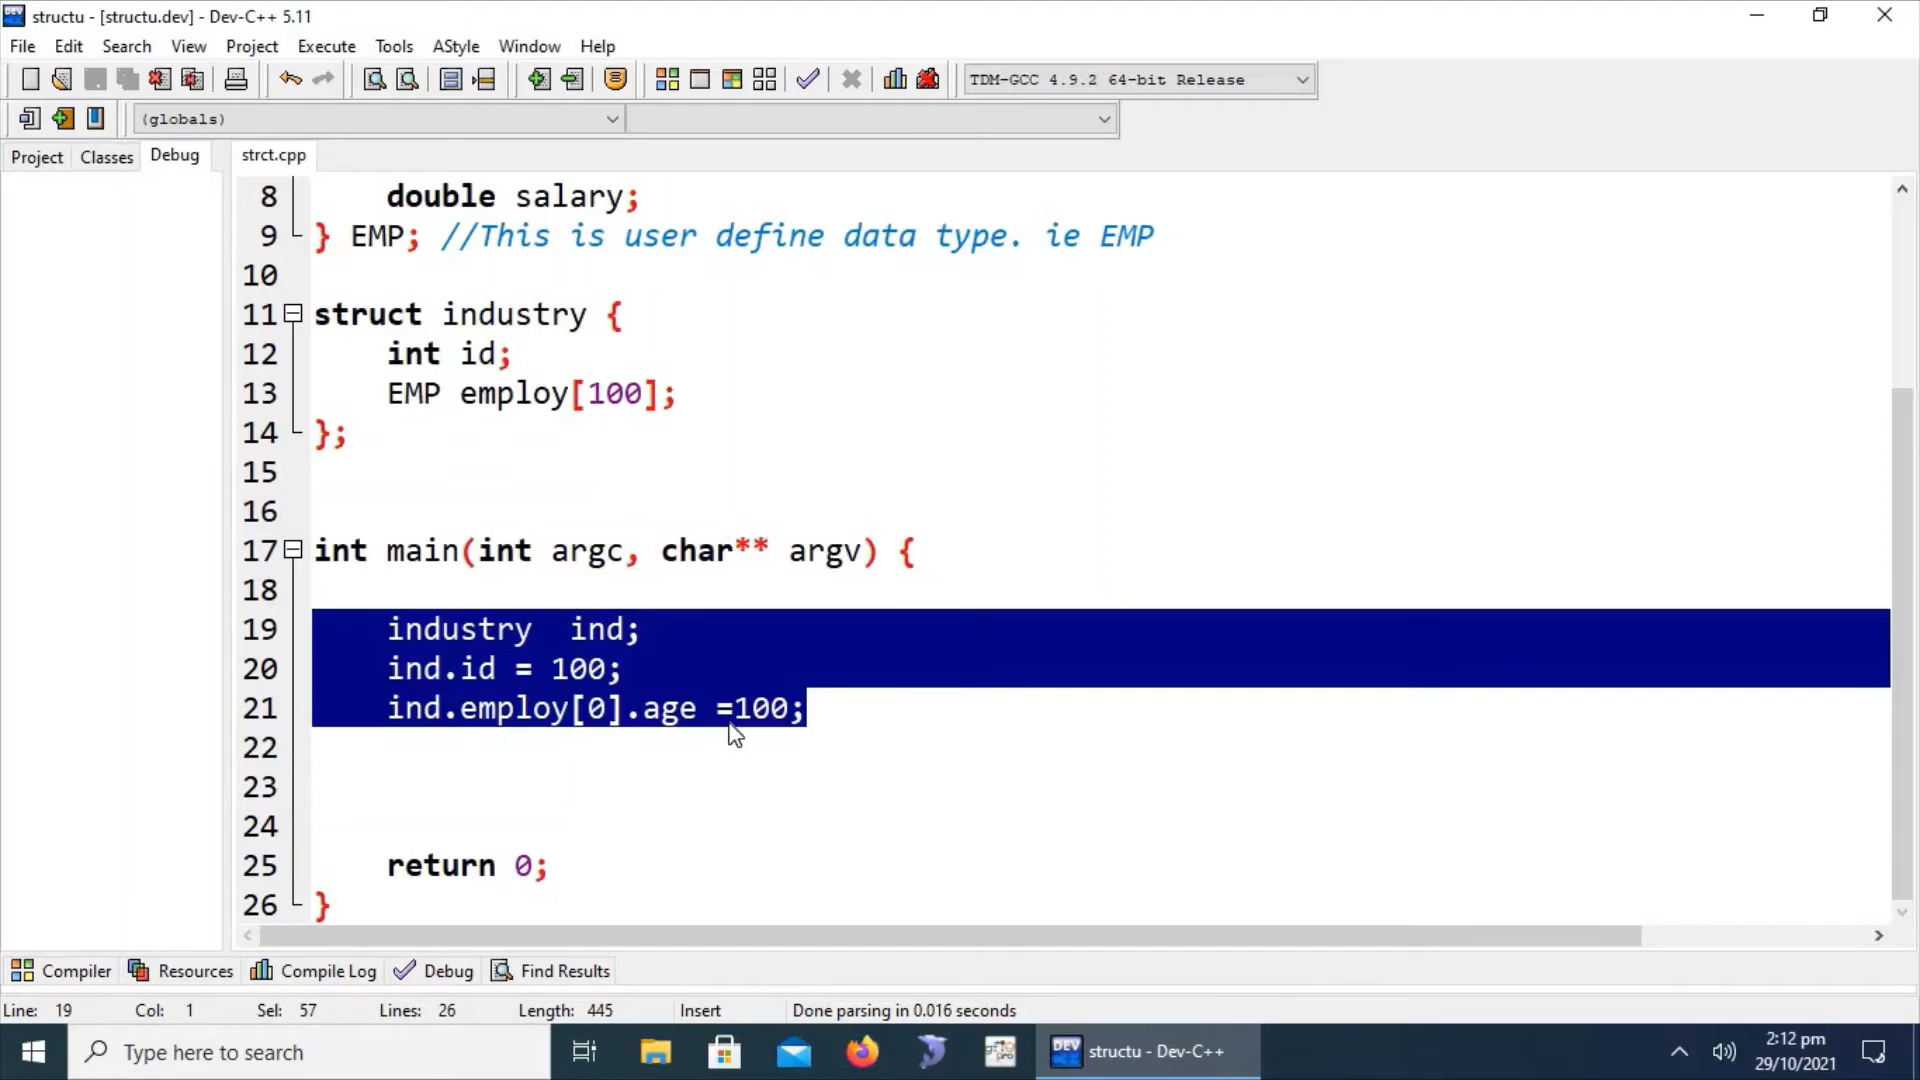 structu - [structu.dev] - Dev-C++ 5.11
File Edit Search View Project Execute Tools AStyle Window Help
TDM-GCC 4.9.2 64-bit Release
(globals)
Project Classes Debug strct.cpp
8 double salary;
9 } EMP; //This is user define data type. ie EMP
10
11 struct industry {
12 int id;
13 EMP employ[100];
14 };
15
16
17 int main(int argc, char** argv) {
18
19 industry  ind;
20 ind.id = 100;
21 ind.employ[0].age =100;
22
23
24
25 return 0;
26 }
Compiler Resources Compile Log Debug Find Results
Line: 19 Col: 1 Sel: 57 Lines: 26 Length: 445 Insert Done parsing in 0.016 seconds
Type here to search
DEV structu - Dev-C++
2:12 pm
29/10/2021